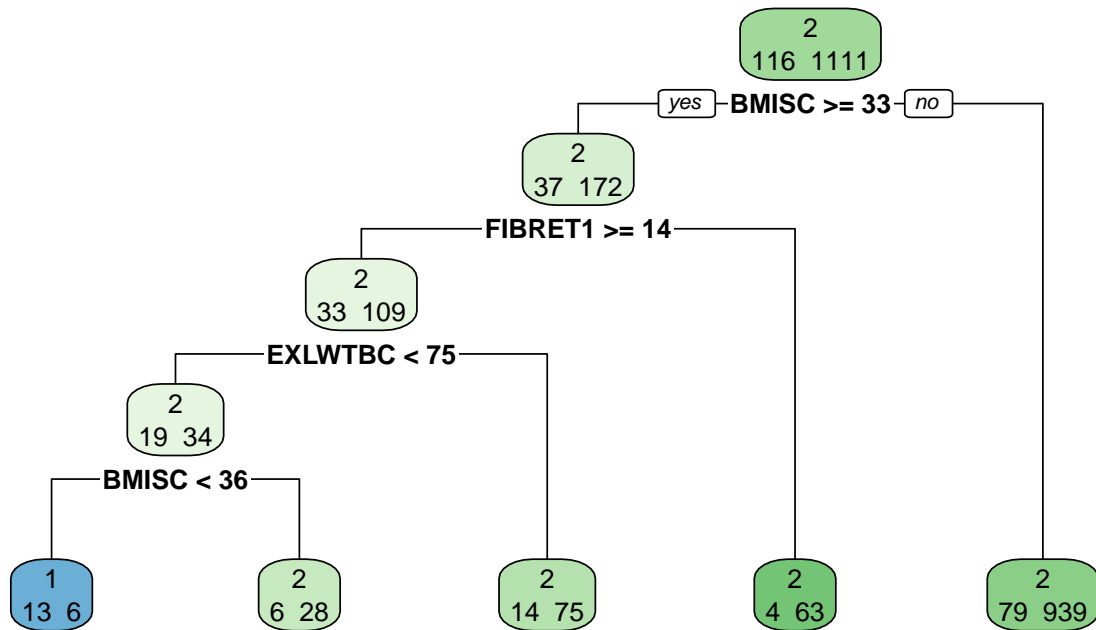 2
116 1111
yes BMISC >= 33 no
2
37 172
FIBRET1 >= 14
2
33 109
EXLWTBC < 75
2
19 34
BMISC < 36
1 2 2 2 2
13 6 6 28 14 75 4 63 79 939